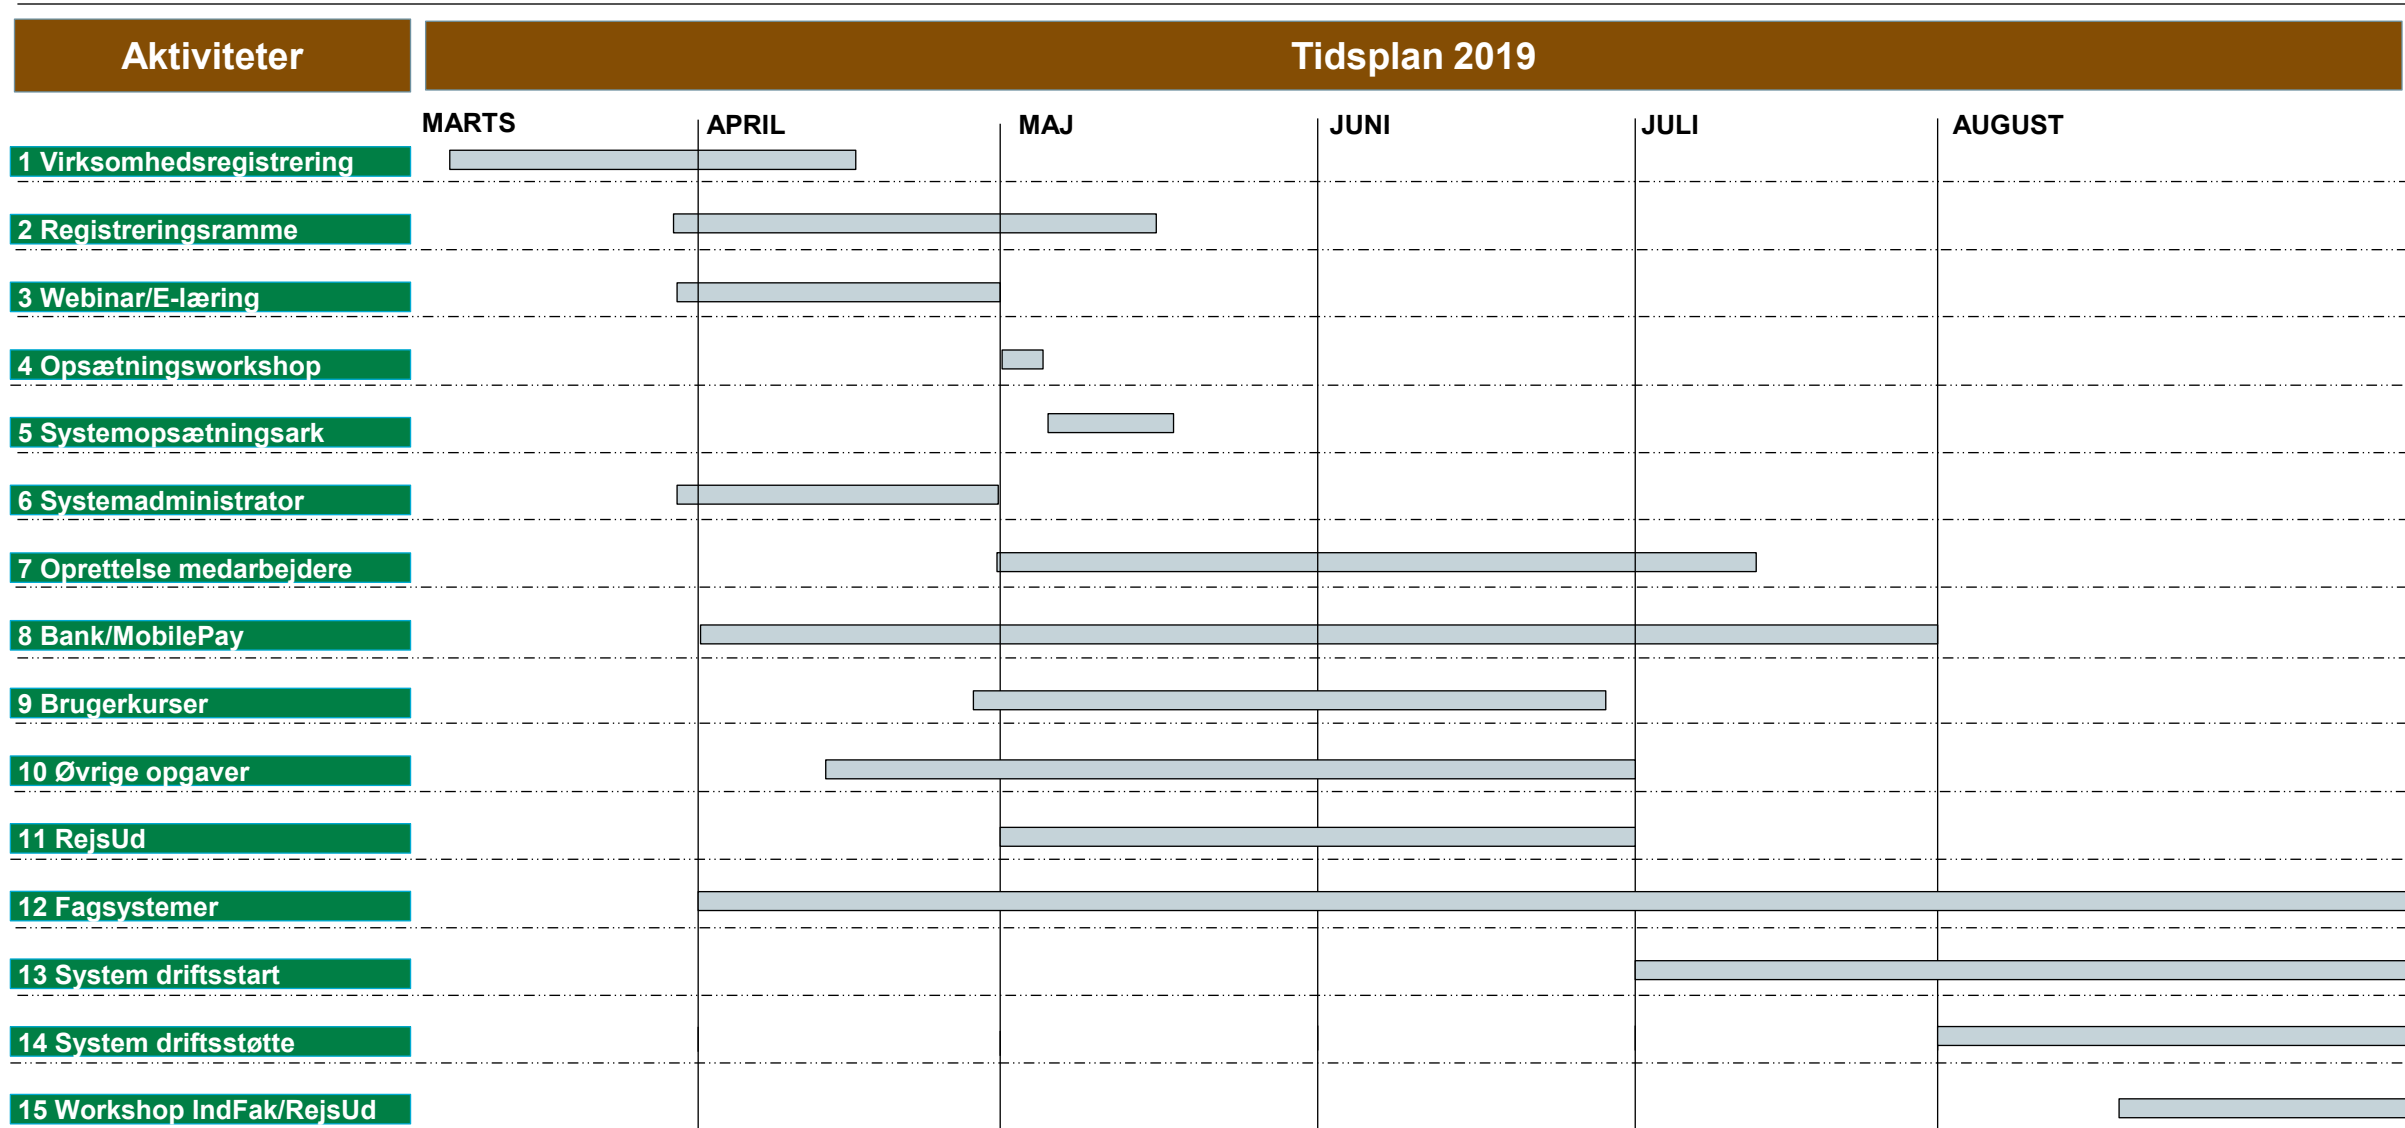 Aktiviteter
Tidsplan 2019
MARTS
APRIL
MAJ
JUNI
JULI
AUGUST
1 Virksomhedsregistrering
2 Registreringsramme
3 Webinar/E-læring
4 Opsætningsworkshop
5 Systemopsætningsark
6 Systemadministrator
7 Oprettelse medarbejdere
8 Bank/MobilePay
9 Brugerkurser
10 Øvrige opgaver
11 RejsUd
12 Fagsystemer
13 System driftsstart
14 System driftsstøtte
15 Workshop IndFak/RejsUd